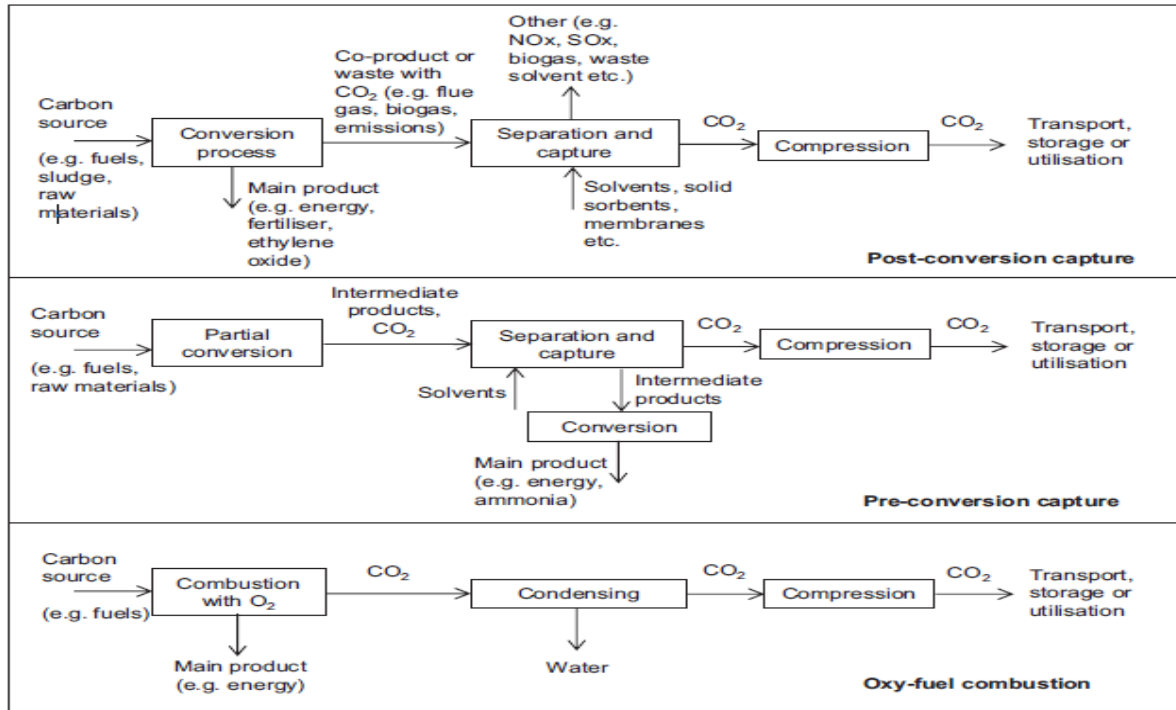 Carbon
source
(e.g. fuels,
sludge,
raw
materials)
Conversion
process
Main product
(e.g. energy,
fertiliser,
ethylene
oxide)
Co-product or
waste with
CO₂ (e.g. flue
gas, biogas,
emissions)
Other (e.g.
NOx, SOx,
biogas, waste
solvent etc.)
Separation and
capture
Solvents, solid
sorbents,
membranes
etc.
CO₂
Compression
CO₂
Transport,
storage or
utilisation
Post-conversion capture
Carbon
source
(e.g. fuels,
raw materials)
Partial
conversion
Intermediate
products,
CO₂
Separation and
capture
Solvents
Intermediate
products
Conversion
Main product
(e.g. energy,
ammonia)
CO₂
Compression
CO₂
Transport,
storage or
utilisation
Pre-conversion capture
Carbon
source
(e.g. fuels)
Combustion
with O₂
Main product
(e.g. energy)
CO₂
Condensing
Water
CO₂
Compression
CO₂
Transport,
storage or
utilisation
Oxy-fuel combustion